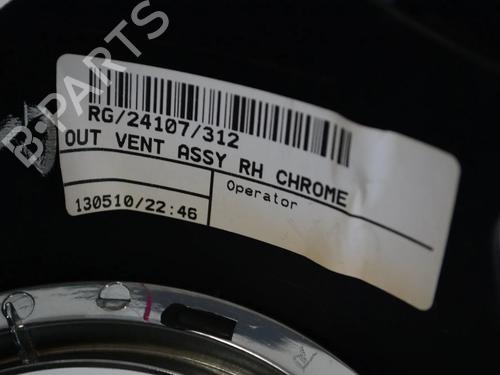 B-PARTS
RG/24107/312
OUT VENT ASSY RH CHROME
Operator
130510/22:46